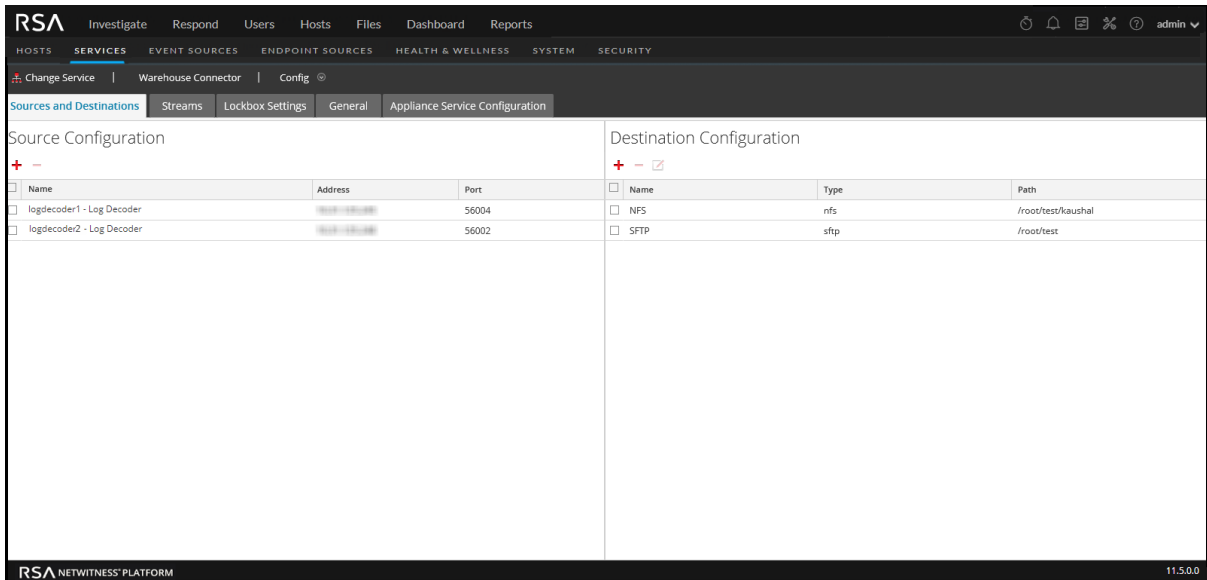 RSA Investigate Respond Users Hosts Files Dashboard Reports admin
HOSTS SERVICES EVENT SOURCES ENDPOINT SOURCES HEALTH & WELLNESS SYSTEM SECURITY
Change Service | Warehouse Connector | Config
Sources and Destinations Streams Lockbox Settings General Appliance Service Configuration
Source Configuration
Name Address Port
logdecoder1 - Log Decoder 56004
logdecoder2 - Log Decoder 56002
Destination Configuration
Name Type Path
NFS nfs /root/test/kaushal
SFTP sftp /root/test
RSA NETWITNESS® PLATFORM 11.5.0.0